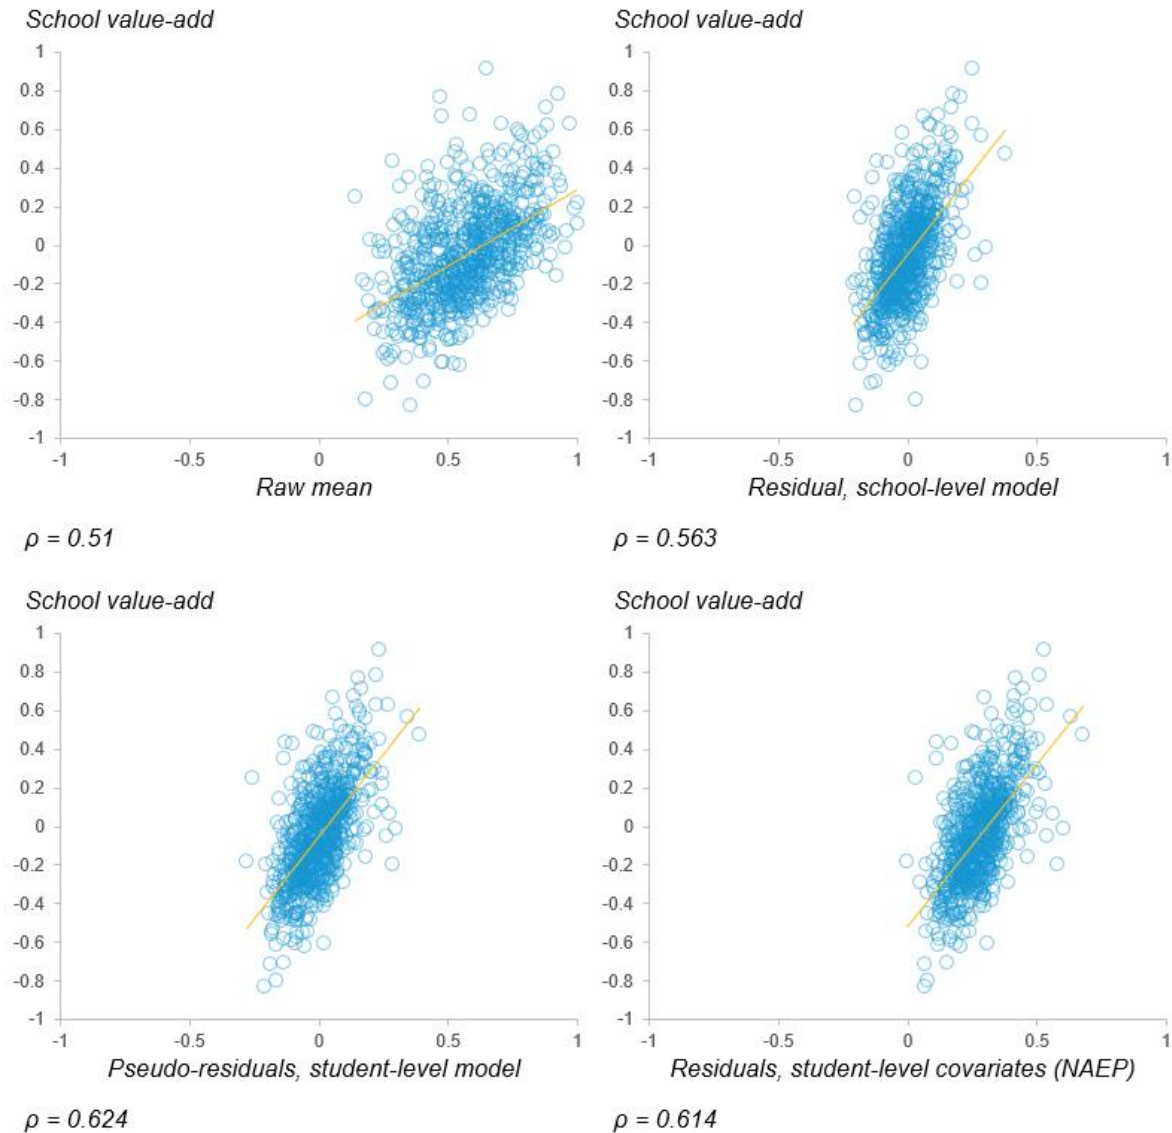 School value-add
1
0.8
0.6
0.4
0.2
0
-0.2
-0.4
-0.6
-0.8
-1
-1 -0.5 0 0.5 1
Raw mean
ρ = 0.51
School value-add
1
0.8
0.6
0.4
0.2
0
-0.2
-0.4
-0.6
-0.8
-1
-1 -0.5 0 0.5 1
Residual, school-level model
ρ = 0.563
School value-add
1
0.8
0.6
0.4
0.2
0
-0.2
-0.4
-0.6
-0.8
-1
-1 -0.5 0 0.5 1
Pseudo-residuals, student-level model
ρ = 0.624
School value-add
1
0.8
0.6
0.4
0.2
0
-0.2
-0.4
-0.6
-0.8
-1
-1 -0.5 0 0.5 1
Residuals, student-level covariates (NAEP)
ρ = 0.614